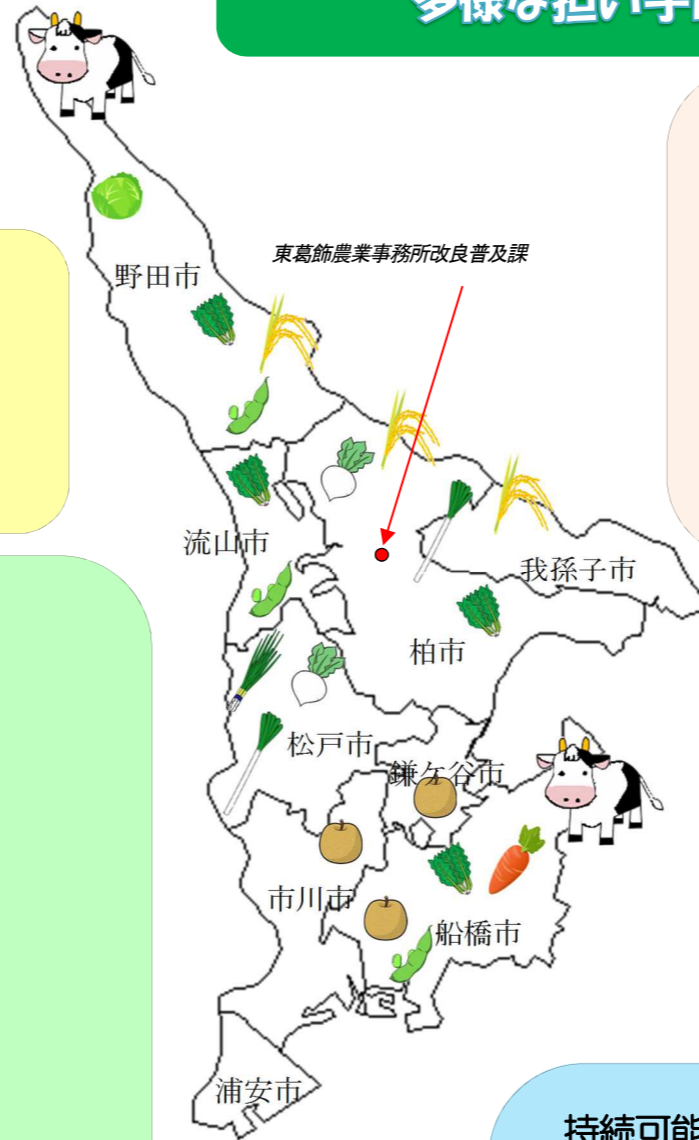 多様な担い手
東葛飾農業事務所改良普及課
野田市
流山市
我孫子市
柏市
松戸市
鎌ケ谷市
市川市
船橋市
浦安市
持続可能